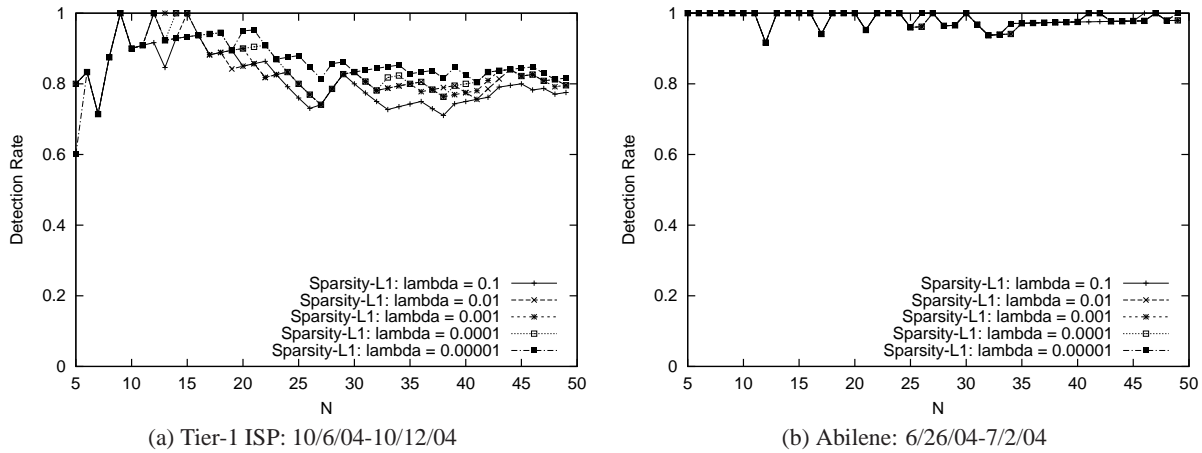 1
0.8
0.6
0.4
0.2
0
Detection Rate
Sparsity-L1: lambda = 0.1
Sparsity-L1: lambda = 0.01
Sparsity-L1: lambda = 0.001
Sparsity-L1: lambda = 0.0001
Sparsity-L1: lambda = 0.00001
5 10 15 20 25 30 35 40 45 50
N
(a) Tier-1 ISP: 10/6/04-10/12/04
1
0.8
0.6
0.4
0.2
0
Detection Rate
Sparsity-L1: lambda = 0.1
Sparsity-L1: lambda = 0.01
Sparsity-L1: lambda = 0.001
Sparsity-L1: lambda = 0.0001
Sparsity-L1: lambda = 0.00001
5 10 15 20 25 30 35 40 45 50
N
(b) Abilene: 6/26/04-7/2/04